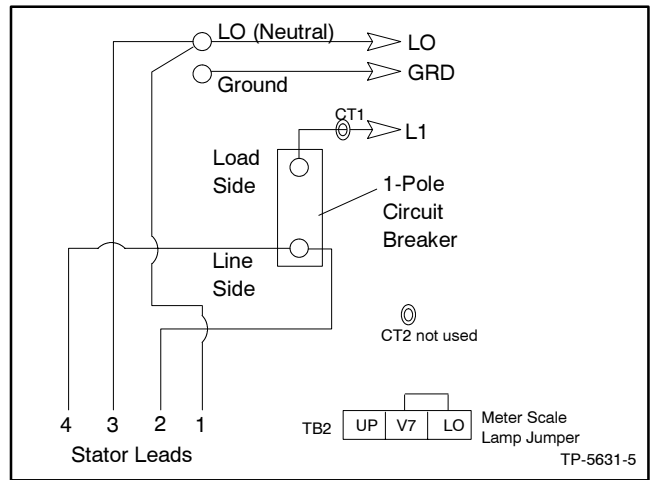 LO (Neutral)
LO
GRD
Ground
CT1
L1
Load
Side
1-Pole
Circuit
Breaker
Line
Side
CT2 not used
4 3 2 1
Stator Leads
TB2 UP V7 LO
Meter Scale
Lamp Jumper
TP-5631-5